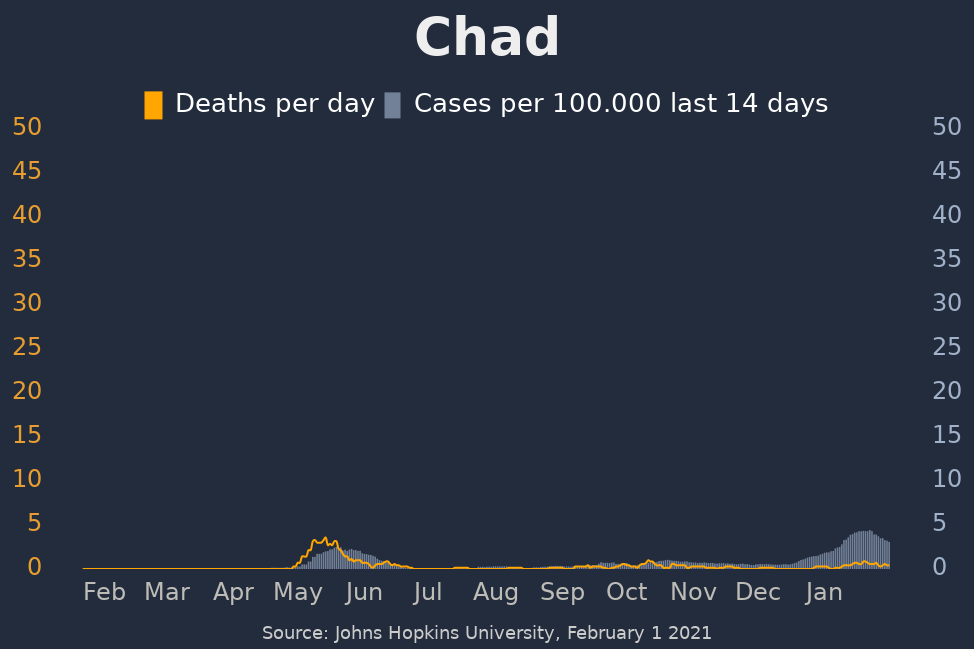 Chad
Deaths per day Cases per 100.000 last 14 days
50 50
45 45
40 40
35 35
30 30
25 25
20 20
15 15
10 10
5 5
0 0
Feb Mar Apr May Jun Jul Aug Sep Oct Nov Dec Jan
Source: Johns Hopkins University, February 1 2021